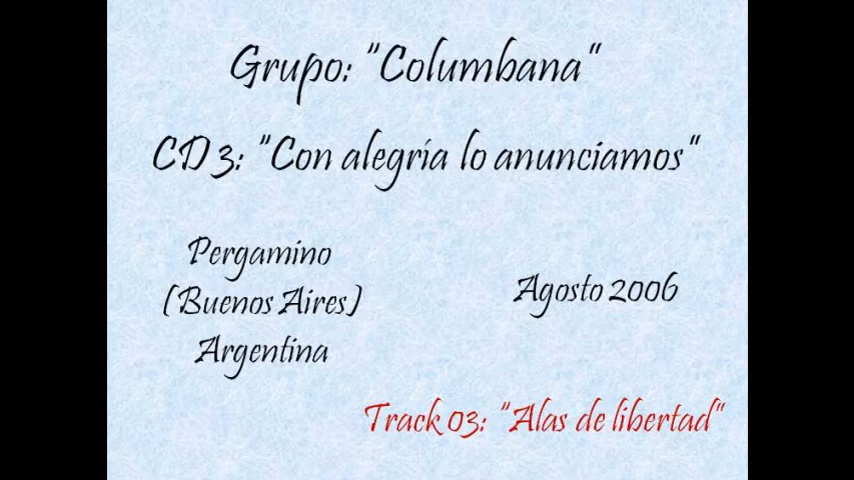 Grupo: "Columbana"
CD 3: "Con alegría lo anunciamos"
Pergamino
(Buenos Aires)
Argentina
Agosto 2006
Track 03: "Alas de libertad"